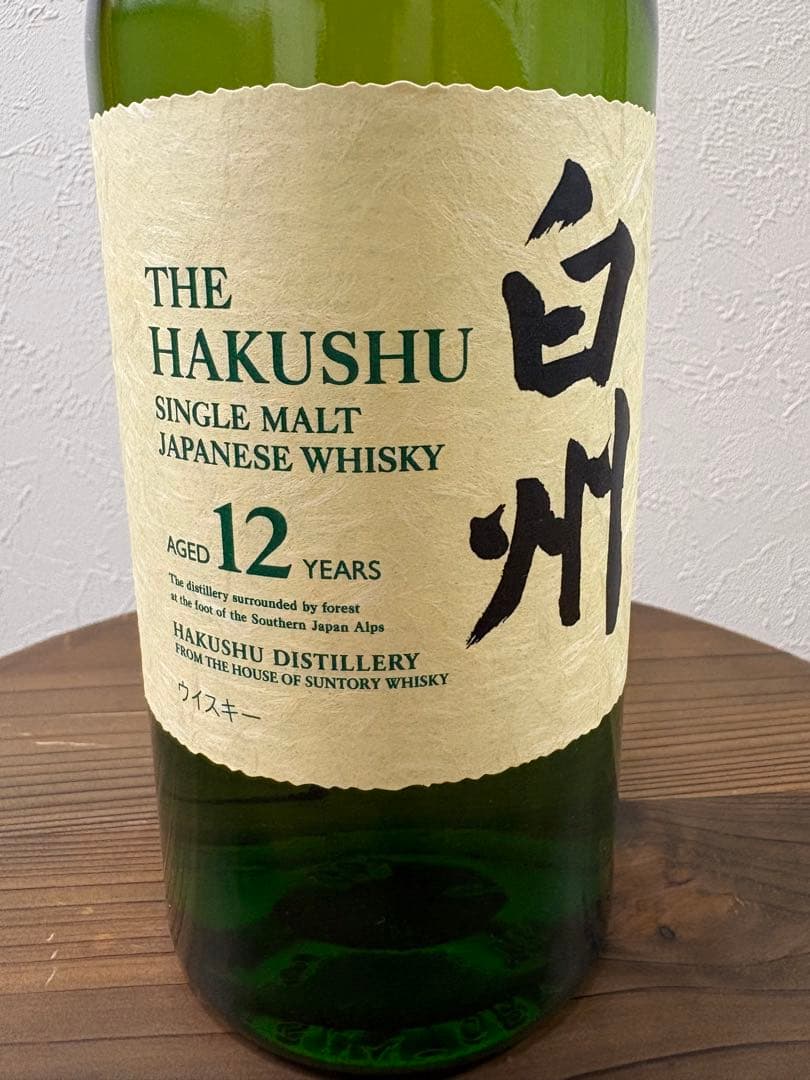 THE
HAKUSHU
SINGLE MALT
JAPANESE WHISKY
AGED 12 YEARS
The distillery surrounded by forest
at the foot of the Southern Japan Alps
HAKUSHU DISTILLERY
FROM THE HOUSE OF SUNTORY WHISKY
ウイスキー
白州